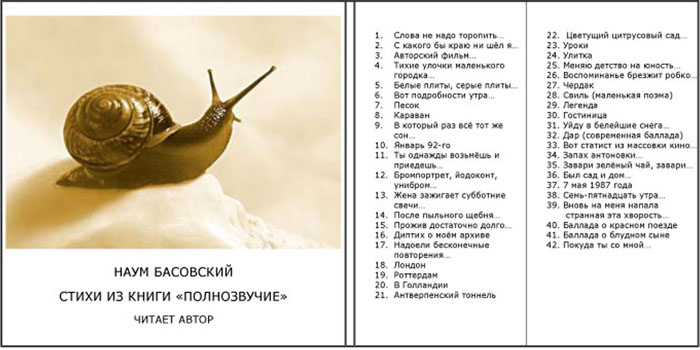 НАУМ БАСОВСКИЙ
СТИХИ ИЗ КНИГИ «ПОЛНОЗВУЧИЕ»
ЧИТАЕТ АВТОР
1. Слова не надо торопить…
2. С какого бы краю ни шёл я…
3. Авторский фильм…
4. Тихие улочки маленького
городка…
5. Белые плиты, серые плиты…
6. Вот подробности утра…
7. Песок
8. Караван
9. В который раз всё тот же
сон…
10. Январь 92-го
11. Ты однажды возьмёшь и
приедешь…
12. Бромпортрет, йодоконт,
унибром…
13. Жена зажигает субботние
свечи…
14. После пыльного щебня…
15. Прожив достаточно долго…
16. Диптих о моём архиве
17. Надоели бесконечные
повторения…
18. Лондон
19. Роттердам
20. В Голландии
21. Антверпенский тоннель
22. Цветущий цитрусовый сад…
23. Уроки
24. Улитка
25. Меняю детство на юность…
26. Воспоминанье брезжит робко…
27. Чердак
28. Свиль (маленькая поэма)
29. Легенда
30. Гостиница
31. Уйду в белейшие снега…
32. Дар (современная баллада)
33. Вот статист из массовки кино…
34. Запах антоновки…
35. Завари зелёный чай, завари…
36. Был сад и дом…
37. 7 мая 1987 года
38. Семь-пятнадцать утра…
39. Вновь на меня напала
странная эта хворость…
40. Баллада о красном поезде
41. Баллада о блудном сыне
42. Покуда ты со мной…